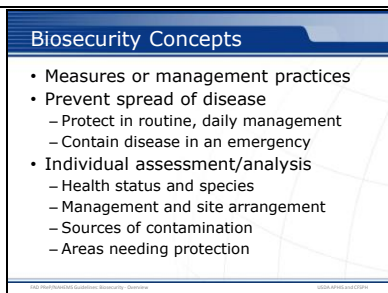 Biosecurity Concepts
• Measures or management practices
• Prevent spread of disease
– Protect in routine, daily management
– Contain disease in an emergency
• Individual assessment/analysis
– Health status and species
– Management and site arrangement
– Sources of contamination
– Areas needing protection
FAD PReP/NAHEMS Guidelines: Biosecurity - Overview
USDA APHIS and CFSPH